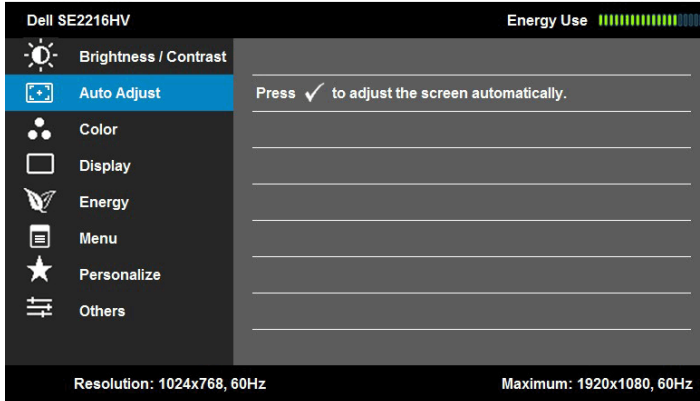 Dell SE2216HV Energy Use
Brightness / Contrast
Auto Adjust Press ✓ to adjust the screen automatically.
Color
Display
Energy
Menu
Personalize
Others
Resolution: 1024x768, 60Hz Maximum: 1920x1080, 60Hz